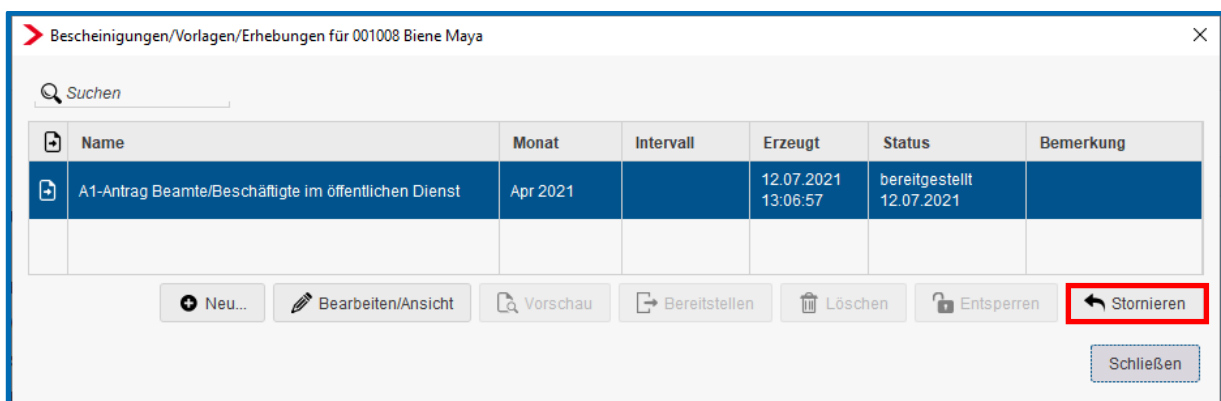 Bescheinigungen/Vorlagen/Erhebungen für 001008 Biene Maya
Suchen
Name Monat Intervall Erzeugt Status Bemerkung
A1-Antrag Beamte/Beschäftigte im öffentlichen Dienst Apr 2021 12.07.2021 bereitgestellt
13:06:57 12.07.2021
Neu... Bearbeiten/Ansicht Vorschau Bereitstellen Löschen Entsperren Stornieren
Schließen